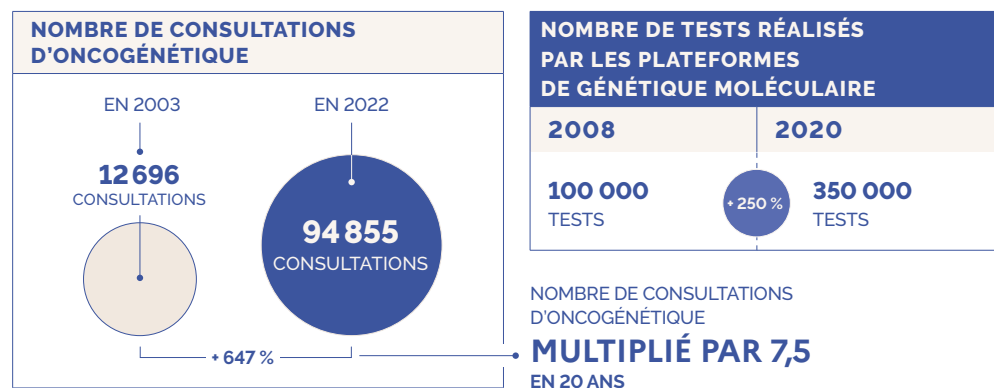 NOMBRE DE CONSULTATIONS
D'ONCOGÉNÉTIQUE
EN 2003
12 696
CONSULTATIONS
EN 2022
94 855
CONSULTATIONS
+ 647 %
NOMBRE DE TESTS RÉALISÉS
PAR LES PLATEFORMES
DE GÉNÉTIQUE MOLÉCULAIRE
2008
2020
100 000
TESTS
+ 250 %
350 000
TESTS
NOMBRE DE CONSULTATIONS
D'ONCOGÉNÉTIQUE
MULTIPLIÉ PAR 7,5
EN 20 ANS